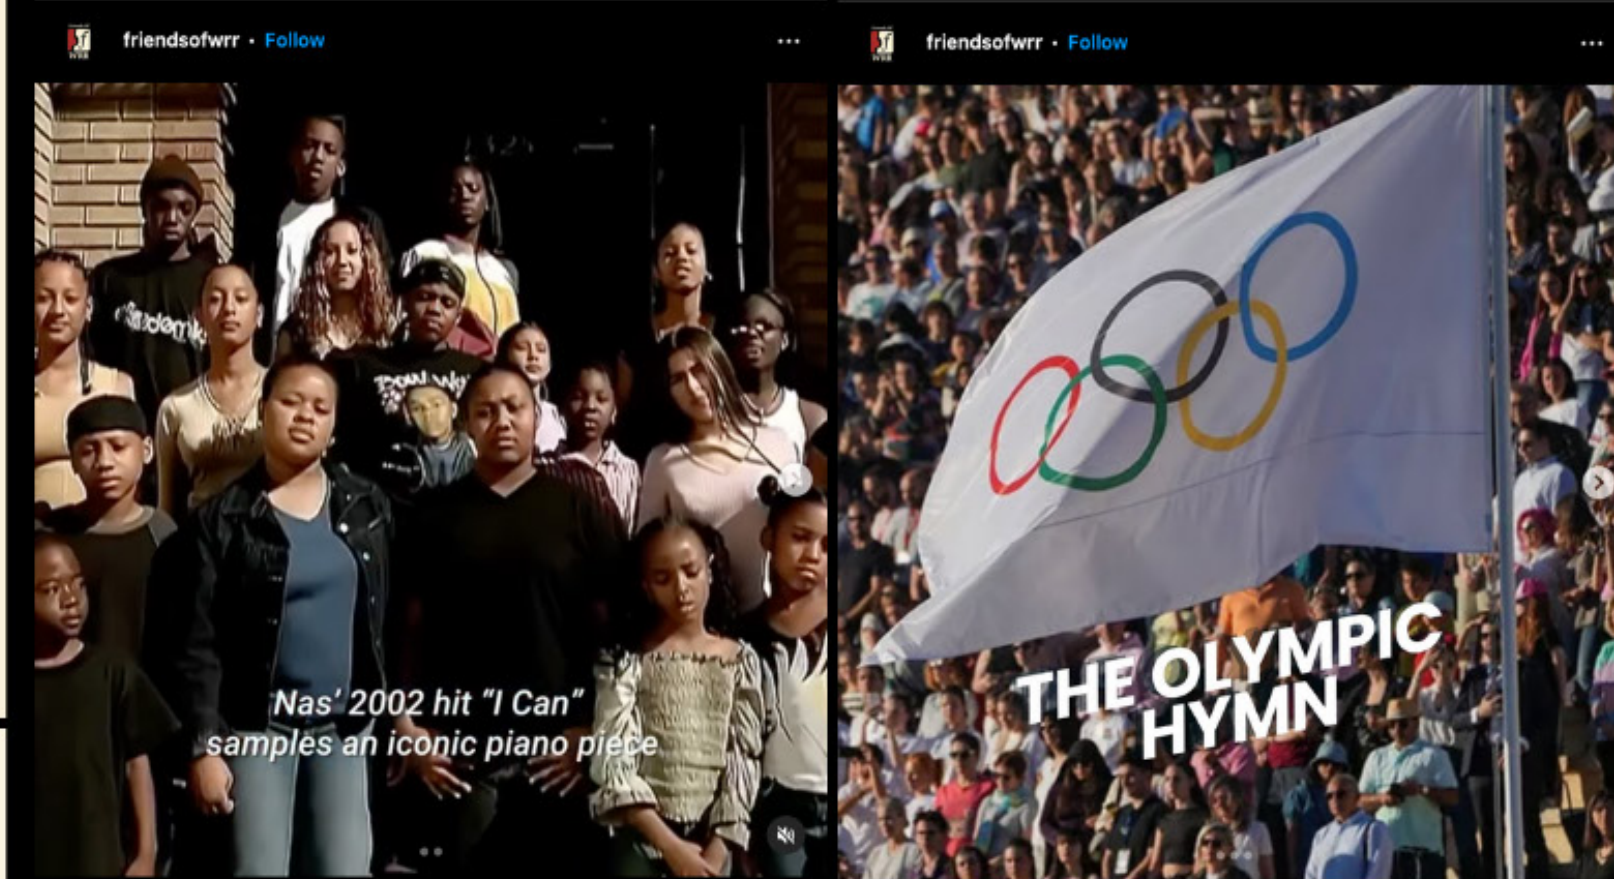 friendsofwrr • Follow
Nas' 2002 hit "I Can"
samples an iconic piano piece
friendsofwrr • Follow
THE OLYMPIC
HYMN